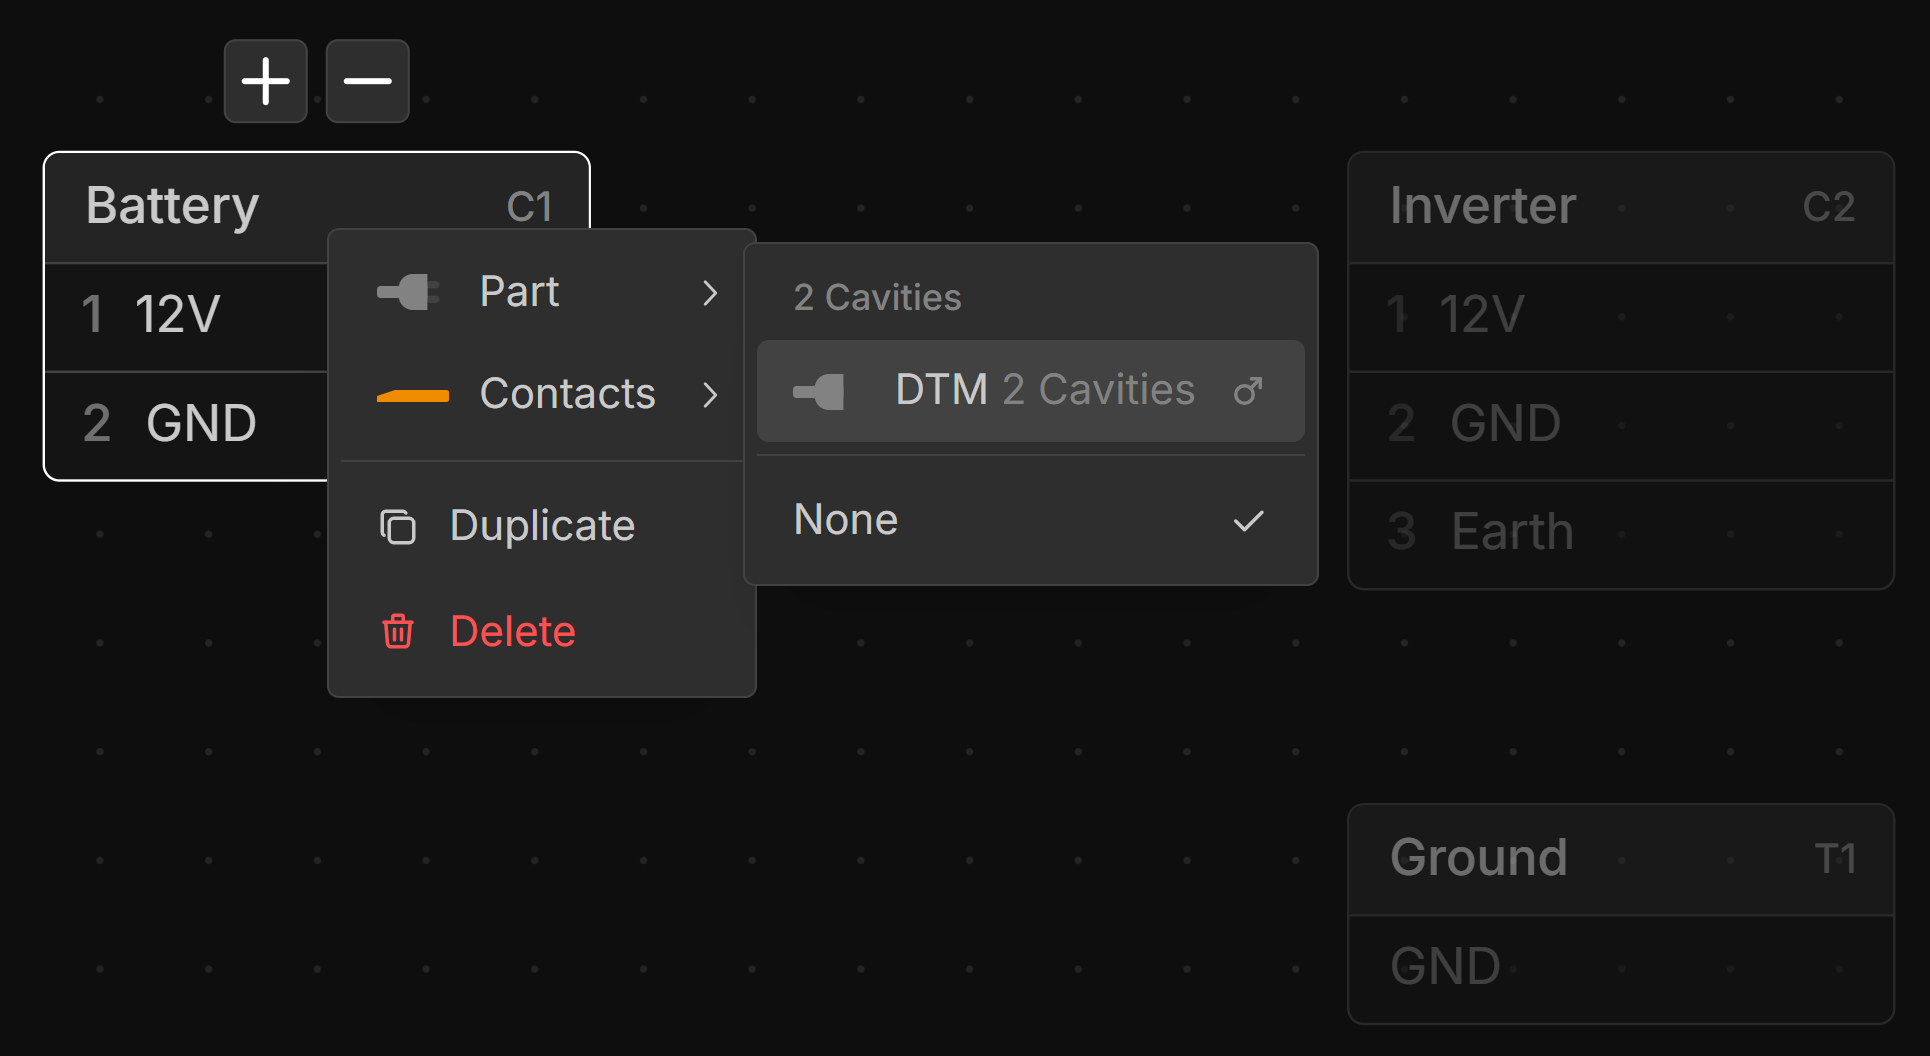 Battery C1
1 12V
2 GND
Part
Contacts
Duplicate
Delete
2 Cavities
DTM 2 Cavities ♂
None
Inverter C2
1 12V
2 GND
3 Earth
Ground T1
GND